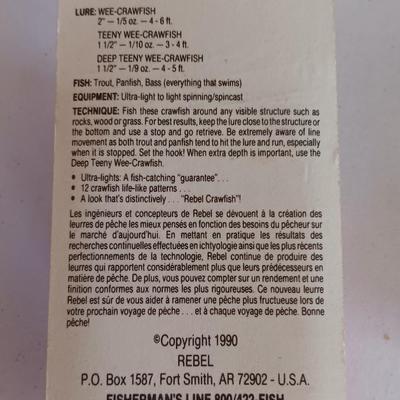 LURE: WEE-CRAWFISH
2" — 1/5 oz. — 4 - 6 ft.
TEENY WEE-CRAWFISH
1 1/2" — 1/10 oz. — 3 - 4 ft.
DEEP TEENY WEE-CRAWFISH
1 1/2" — 1/9 oz. — 4 - 5 ft.
FISH: Trout, Panfish, Bass (everything that swims)
EQUIPMENT: Ultra-light to light spinning/spincast
TECHNIQUE: Fish these crawfish around any visible structure such as
rocks, wood or grass. For best results, keep the lure close to the structure or
the bottom and use a stop and go retrieve. Be extremely aware of line
movement as both trout and panfish tend to hit the lure and run, especially
when it is stopped. Set the hook! When extra depth is important, use the
Deep Teeny Wee-Crawfish.
• Ultra-lights: A fish-catching "guarantee" . . .
• 12 crawfish life-like patterns . . .
• A look that's distinctively . . . "Rebel Crawfish"!
Les ingénieurs et concepteurs de Rebel se dévouent à la création des
leurres de pêche les mieux pensés en fonction des besoins du pêcheur sur
le marché d'aujourd'hui. En mettant en pratique les résultats des
recherches continuelles effectuées en ichtyologie ainsi que les plus récents
perfectionnements de la technologie, Rebel continue de produire des
leurres qui rapportent considérablement plus que leurs prédécesseurs en
matière de pêche. De plus, vous pouvez compter sur un rendement et une
finition conformes aux normes les plus rigoureuses. Ce nouveau leurre
Rebel est sûr de vous aider à ramener une pêche plus fructueuse lors de
votre prochain voyage de pêche . . . et à chaque voyage de pêche. Bonne
pêche!
©Copyright 1990
REBEL
P.O. Box 1587, Fort Smith, AR 72902 - U.S.A.
FISHERMAN'S LINE 800/422-FISH